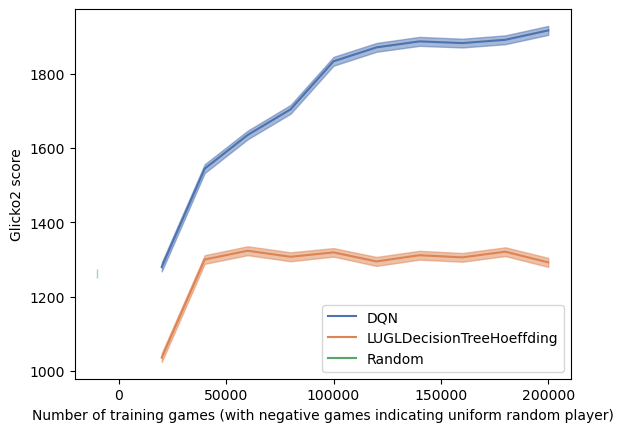 Glicko2 score
1800
1600
1400
1200
1000
0
50000
100000
150000
200000
Number of training games (with negative games indicating uniform random player)
DQN
LUGLDecisionTreeHoeffding
Random